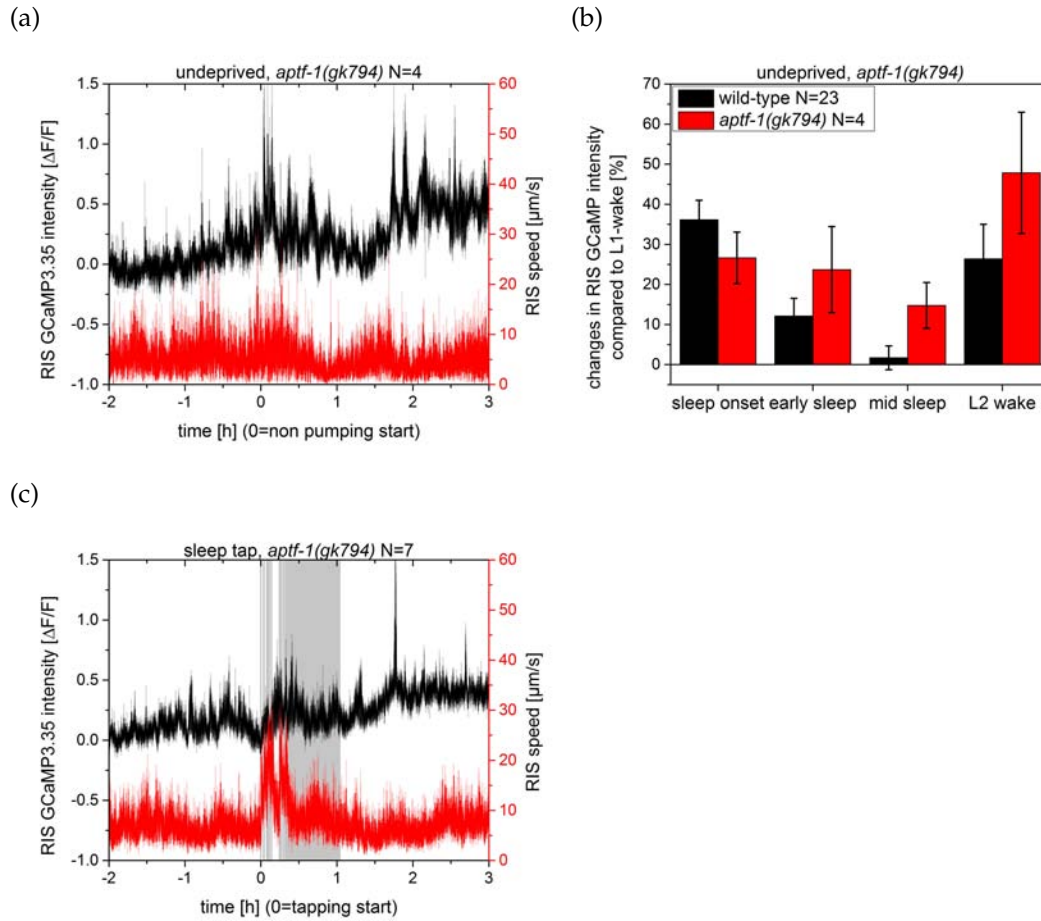 (a)
undeprived, aptf-1(gk794) N=4
RIS GCaMP3.35 intensity [ΔF/F]
1.5
1.0
0.5
0.0
-0.5
-1.0
60
50
40
30
20
10
0
RIS speed [µm/s]
-2 -1 0 1 2 3
time [h] (0=non pumping start)
(b)
undeprived, aptf-1(gk794)
changes in RIS GCaMP intensity
compared to L1-wake [%]
70
60
50
40
30
20
10
0
wild-type N=23
aptf-1(gk794) N=4
sleep onset early sleep mid sleep L2 wake
(c)
sleep tap, aptf-1(gk794) N=7
RIS GCaMP3.35 intensity [ΔF/F]
1.5
1.0
0.5
0.0
-0.5
-1.0
60
50
40
30
20
10
0
RIS speed [µm/s]
-2 -1 0 1 2 3
time [h] (0=tapping start)